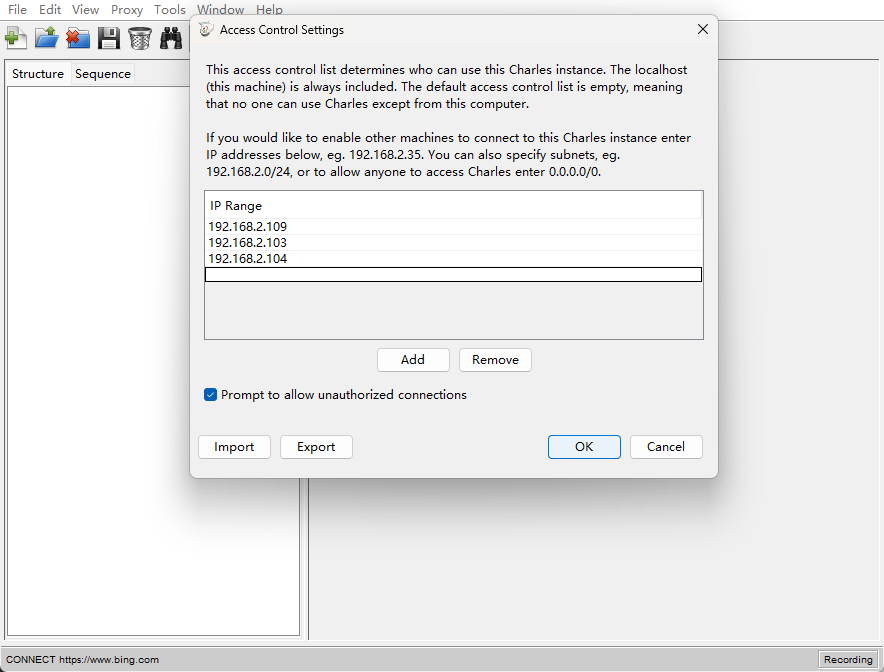 File Edit View Proxy Tools Window Help
Access Control Settings
Structure Sequence
This access control list determines who can use this Charles instance. The localhost
(this machine) is always included. The default access control list is empty, meaning
that no one can use Charles except from this computer.
If you would like to enable other machines to connect to this Charles instance enter
IP addresses below, eg. 192.168.2.35. You can also specify subnets, eg.
192.168.2.0/24, or to allow anyone to access Charles enter 0.0.0.0/0.
IP Range
192.168.2.109
192.168.2.103
192.168.2.104
Add Remove
Prompt to allow unauthorized connections
Import Export OK Cancel
CONNECT https://www.bing.com Recording